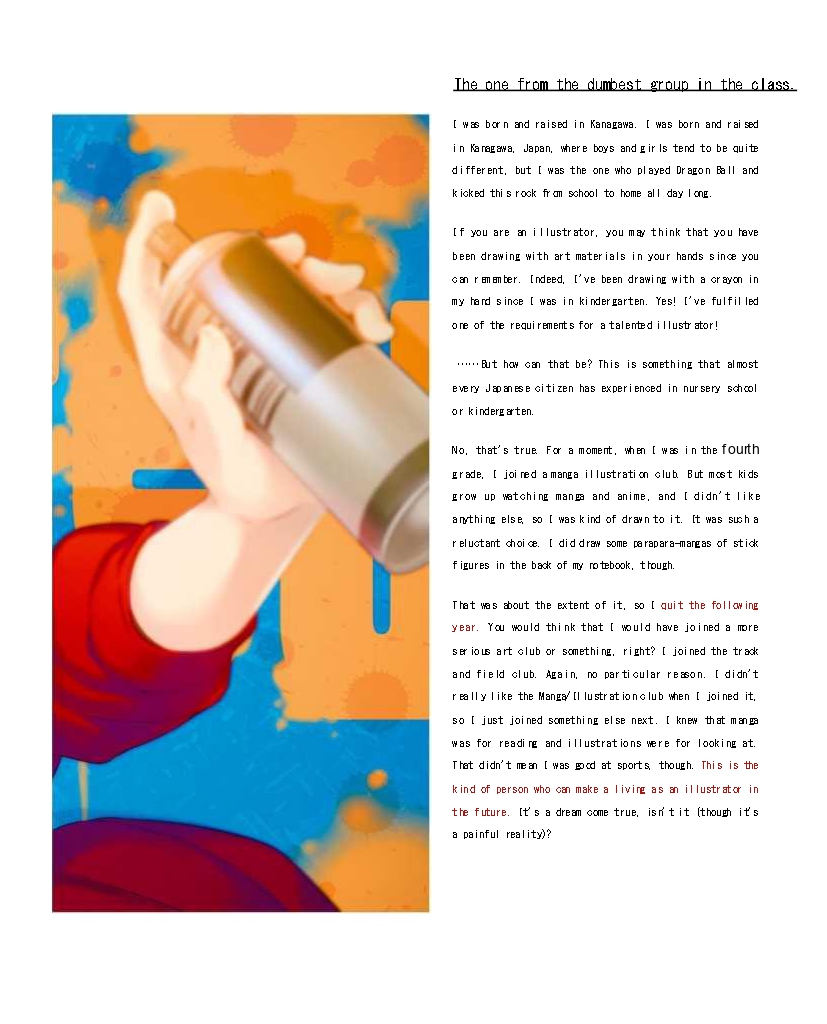 The one from the dumbest group in the class.
I was born and raised in Kanagawa. I was born and raised
in Kanagawa, Japan, where boys and girls tend to be quite
different, but I was the one who played Dragon Ball and
kicked this rock from school to home all day long.
If you are an illustrator, you may think that you have
been drawing with art materials in your hands since you
can remember. Indeed, I've been drawing with a crayon in
my hand since I was in kindergarten. Yes! I've fulfilled
one of the requirements for a talented illustrator!
……But how can that be? This is something that almost
every Japanese citizen has experienced in nursery school
or kindergarten.
No, that's true. For a moment, when I was in the fourth
grade, I joined a manga illustration club. But most kids
grow up watching manga and anime, and I didn't like
anything else, so I was kind of drawn to it. It was such a
reluctant choice. I did draw some parapara-mangas of stick
figures in the back of my notebook, though.
That was about the extent of it, so I quit the following
year. You would think that I would have joined a more
serious art club or something, right? I joined the track
and field club. Again, no particular reason. I didn't
really like the Manga/Illustration club when I joined it,
so I just joined something else next. I knew that manga
was for reading and illustrations were for looking at.
That didn't mean I was good at sports, though. This is the
kind of person who can make a living as an illustrator in
the future. It's a dream come true, isn't it (though it's
a painful reality)?